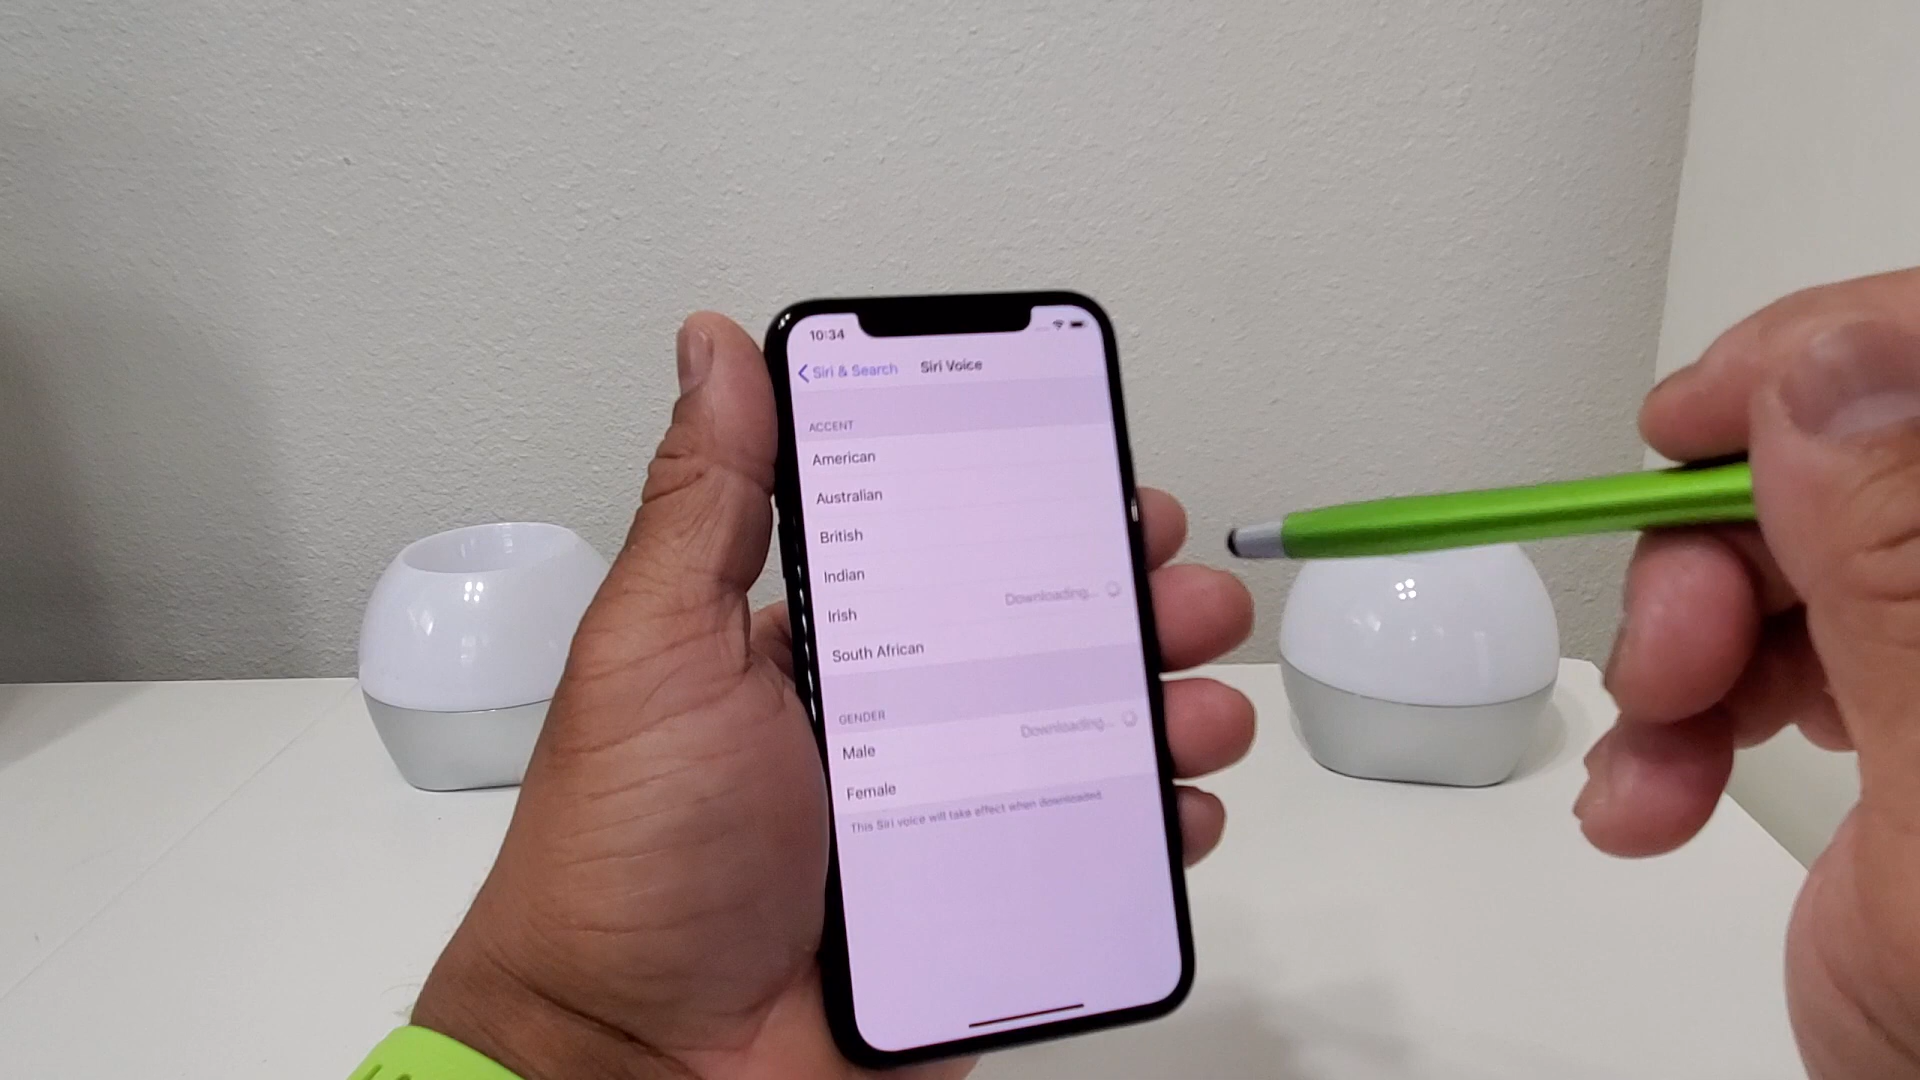 10:34
Siri & Search Siri Voice
ACCENT
American
Australian
British
Indian
Irish Downloading...
South African
GENDER
Male Downloading...
Female
This Siri voice will take effect when downloaded.